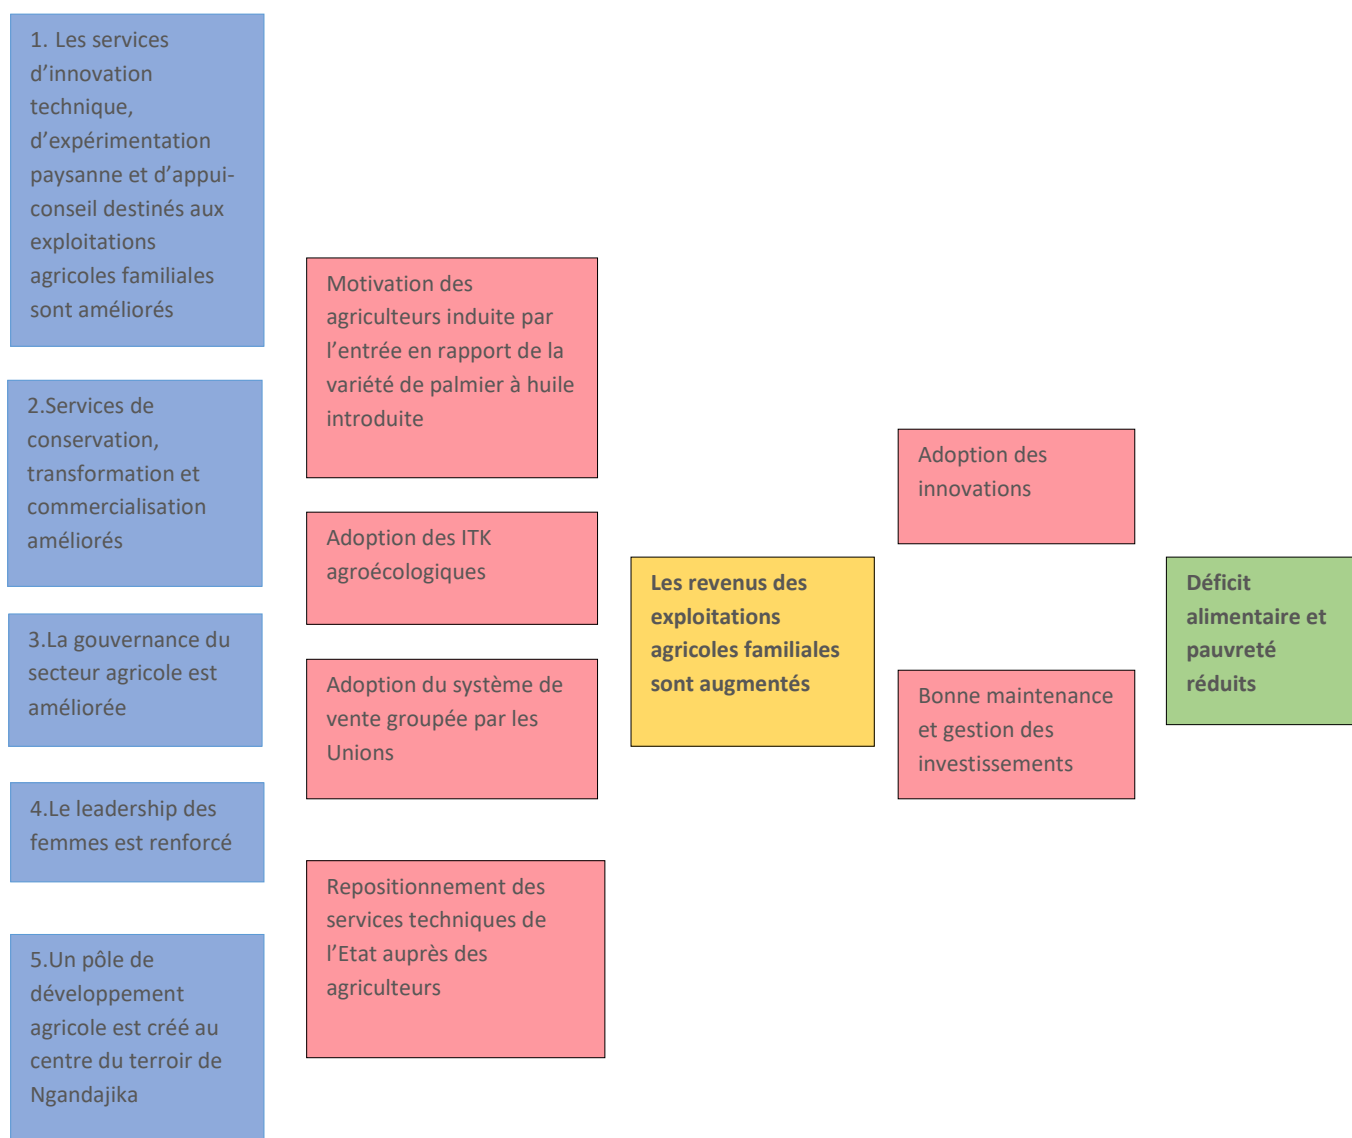 1. Les services
d’innovation
technique,
d’expérimentation
paysanne et d’appui-
conseil destinés aux
exploitations
agricoles familiales
sont améliorés
2.Services de
conservation,
transformation et
commercialisation
améliorés
3.La gouvernance du
secteur agricole est
améliorée
4.Le leadership des
femmes est renforcé
5.Un pôle de
développement
agricole est créé au
centre du terroir de
Ngandajika
Motivation des
agriculteurs induite par
l’entrée en rapport de la
variété de palmier à huile
introduite
Adoption des ITK
agroécologiques
Adoption du système de
vente groupée par les
Unions
Repositionnement des
services techniques de
l’Etat auprès des
agriculteurs
Les revenus des
exploitations
agricoles familiales
sont augmentés
Adoption des
innovations
Bonne maintenance
et gestion des
investissements
Déficit
alimentaire et
pauvreté
réduits